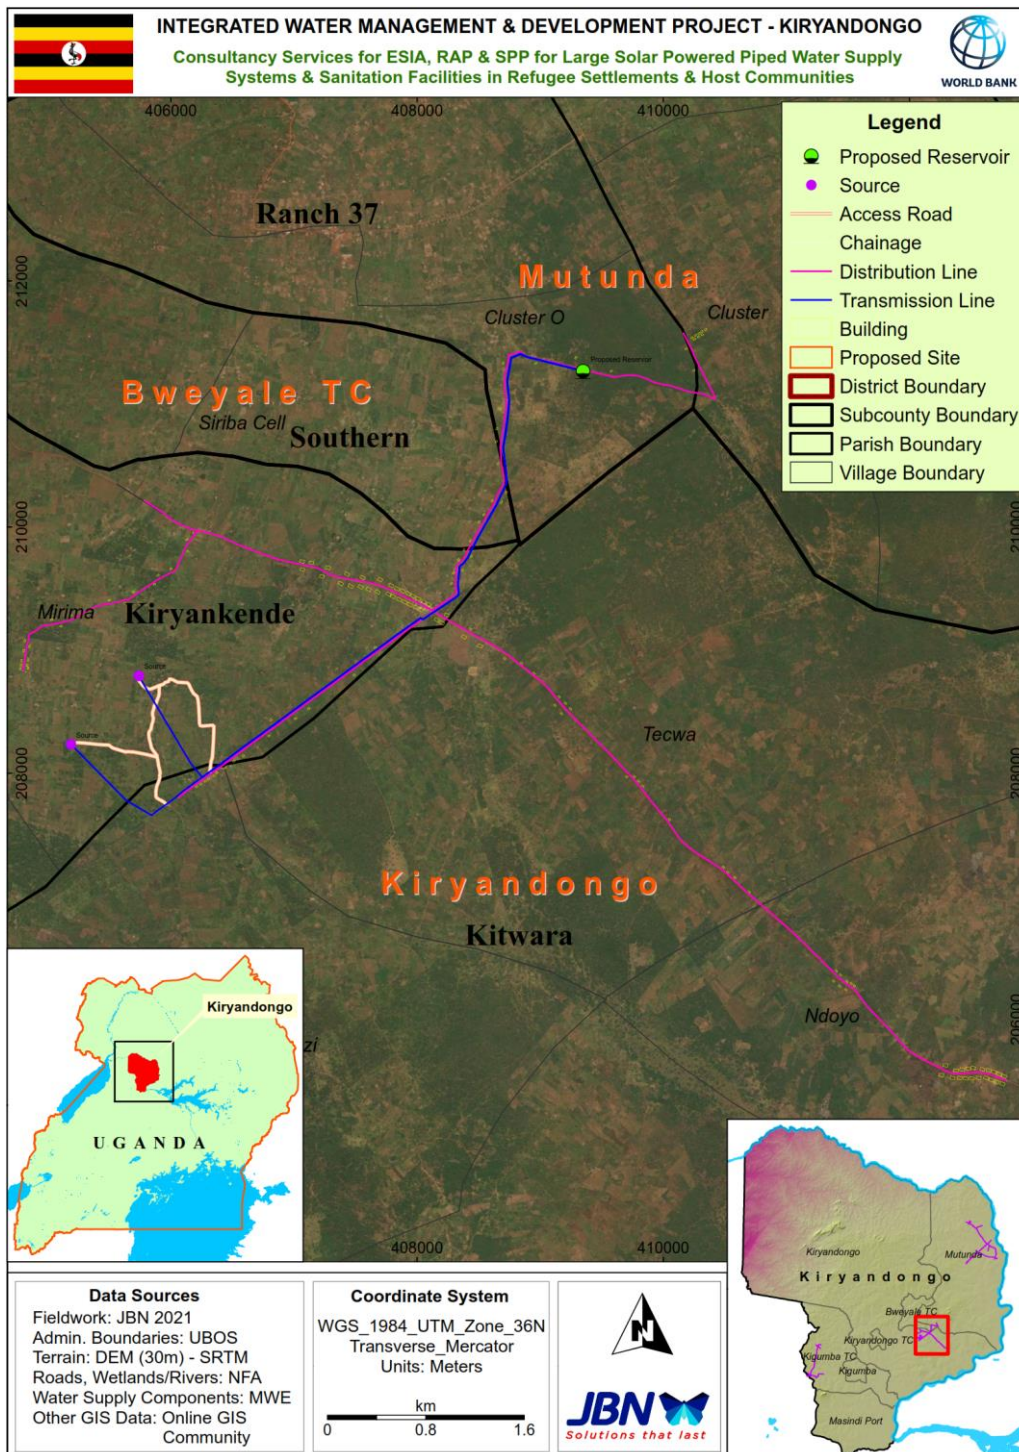 INTEGRATED WATER MANAGEMENT & DEVELOPMENT PROJECT - KIRYANDONGO
Consultancy Services for ESIA, RAP & SPP for Large Solar Powered Piped Water Supply
Systems & Sanitation Facilities in Refugee Settlements & Host Communities
WORLD BANK
406000
408000
410000
Legend
Proposed Reservoir
Source
Access Road
Chainage
Distribution Line
Transmission Line
Building
Proposed Site
District Boundary
Subcounty Boundary
Parish Boundary
Village Boundary
Ranch 37
212000
Mutunda
Cluster O
Cluster
Proposed Reservoir
Bweyale TC
Siriba Cell
Southern
210000
210000
Mirima
Kiryankende
Source
Source
Tecwa
208000
208000
Kiryandongo
Kitwara
Ndoyo
206000
zi
Kiryandongo
UGANDA
408000
410000
Kiryandongo
Mutunda
Kiryandongo
Bweyale TC
Kiryandongo TC
Kigumba TC
Kigumba
Masindi Port
Data Sources
Fieldwork: JBN 2021
Admin. Boundaries: UBOS
Terrain: DEM (30m) - SRTM
Roads, Wetlands/Rivers: NFA
Water Supply Components: MWE
Other GIS Data: Online GIS
Community
Coordinate System
WGS_1984_UTM_Zone_36N
Transverse_Mercator
Units: Meters
km
0 0.8 1.6
N
JBN
Solutions that last